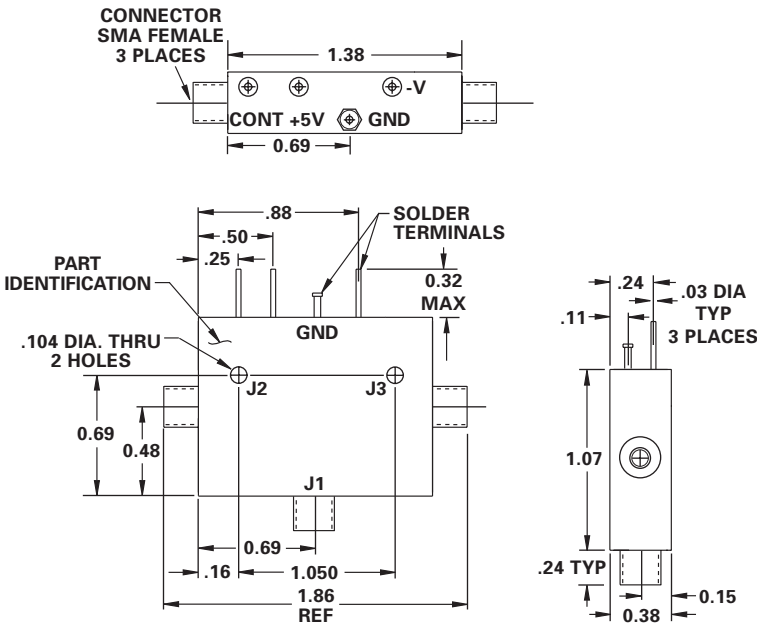 CONNECTOR
SMA FEMALE
3 PLACES
1.38
-V
CONT +5V GND
0.69
.88
.50
.25
SOLDER
TERMINALS
PART
IDENTIFICATION
0.32
MAX
GND
.104 DIA. THRU
2 HOLES
J2 J3
0.69
0.48
J1
0.69
.16 1.050
1.86
REF
.24
.11
.03 DIA
TYP
3 PLACES
1.07
.24 TYP
0.15
0.38